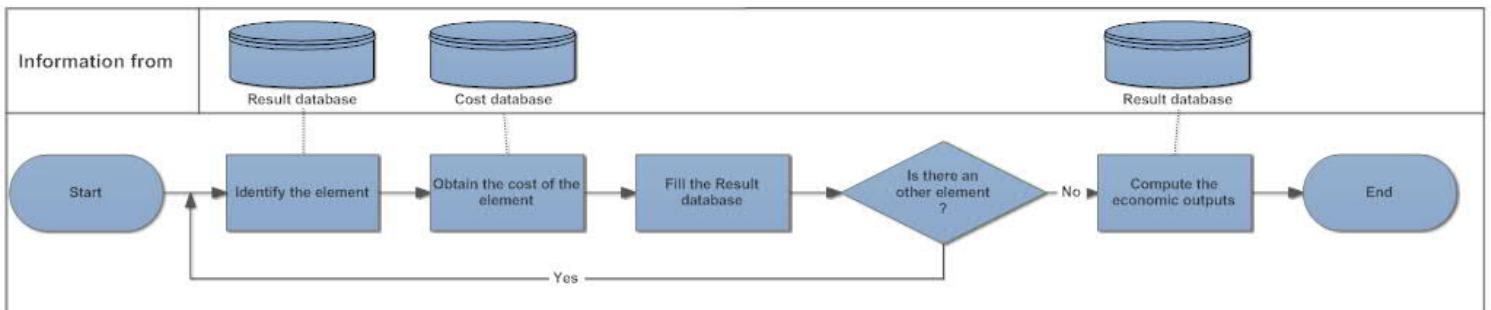 Information from
Result database
Cost database
Result database
Start
Identify the element
Obtain the cost of the
element
Fill the Result
database
Is there an
other element
?
No
Compute the
economic outputs
End
Yes